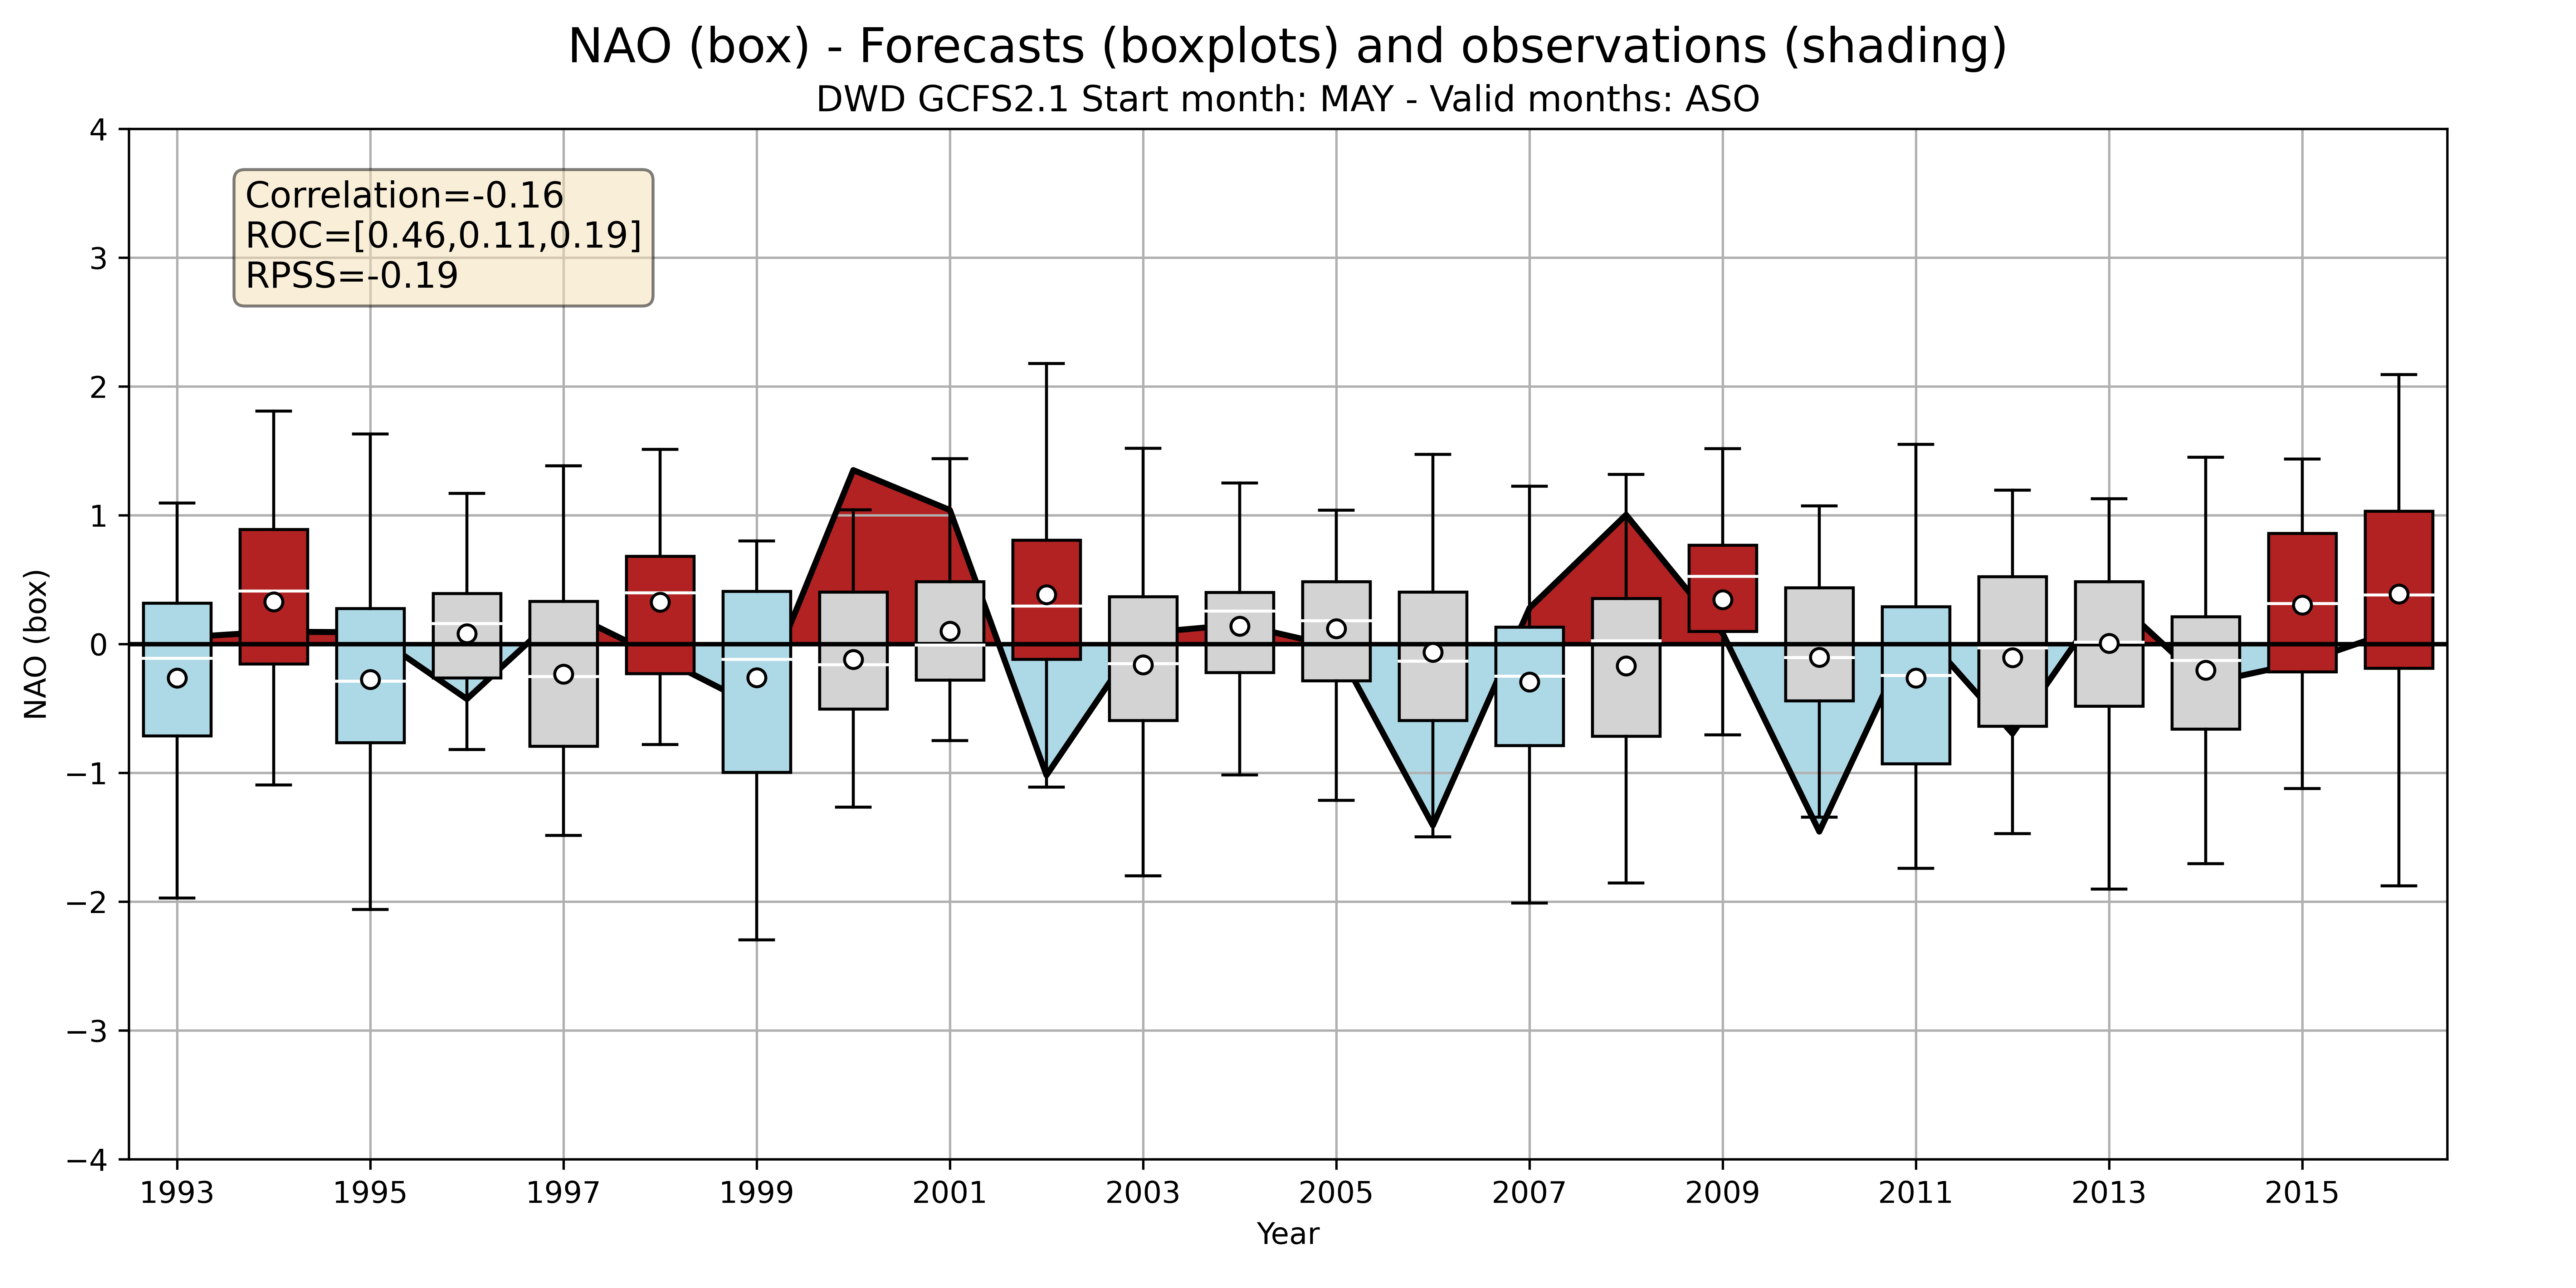 NAO (box) - Forecasts (boxplots) and observations (shading)
DWD GCFS2.1 Start month: MAY - Valid months: ASO
Correlation=-0.16
ROC=[0.46,0.11,0.19]
RPSS=-0.19
NAO (box)
4
3
2
1
0
−1
−2
−3
−4
1993 1995 1997 1999 2001 2003 2005 2007 2009 2011 2013 2015
Year